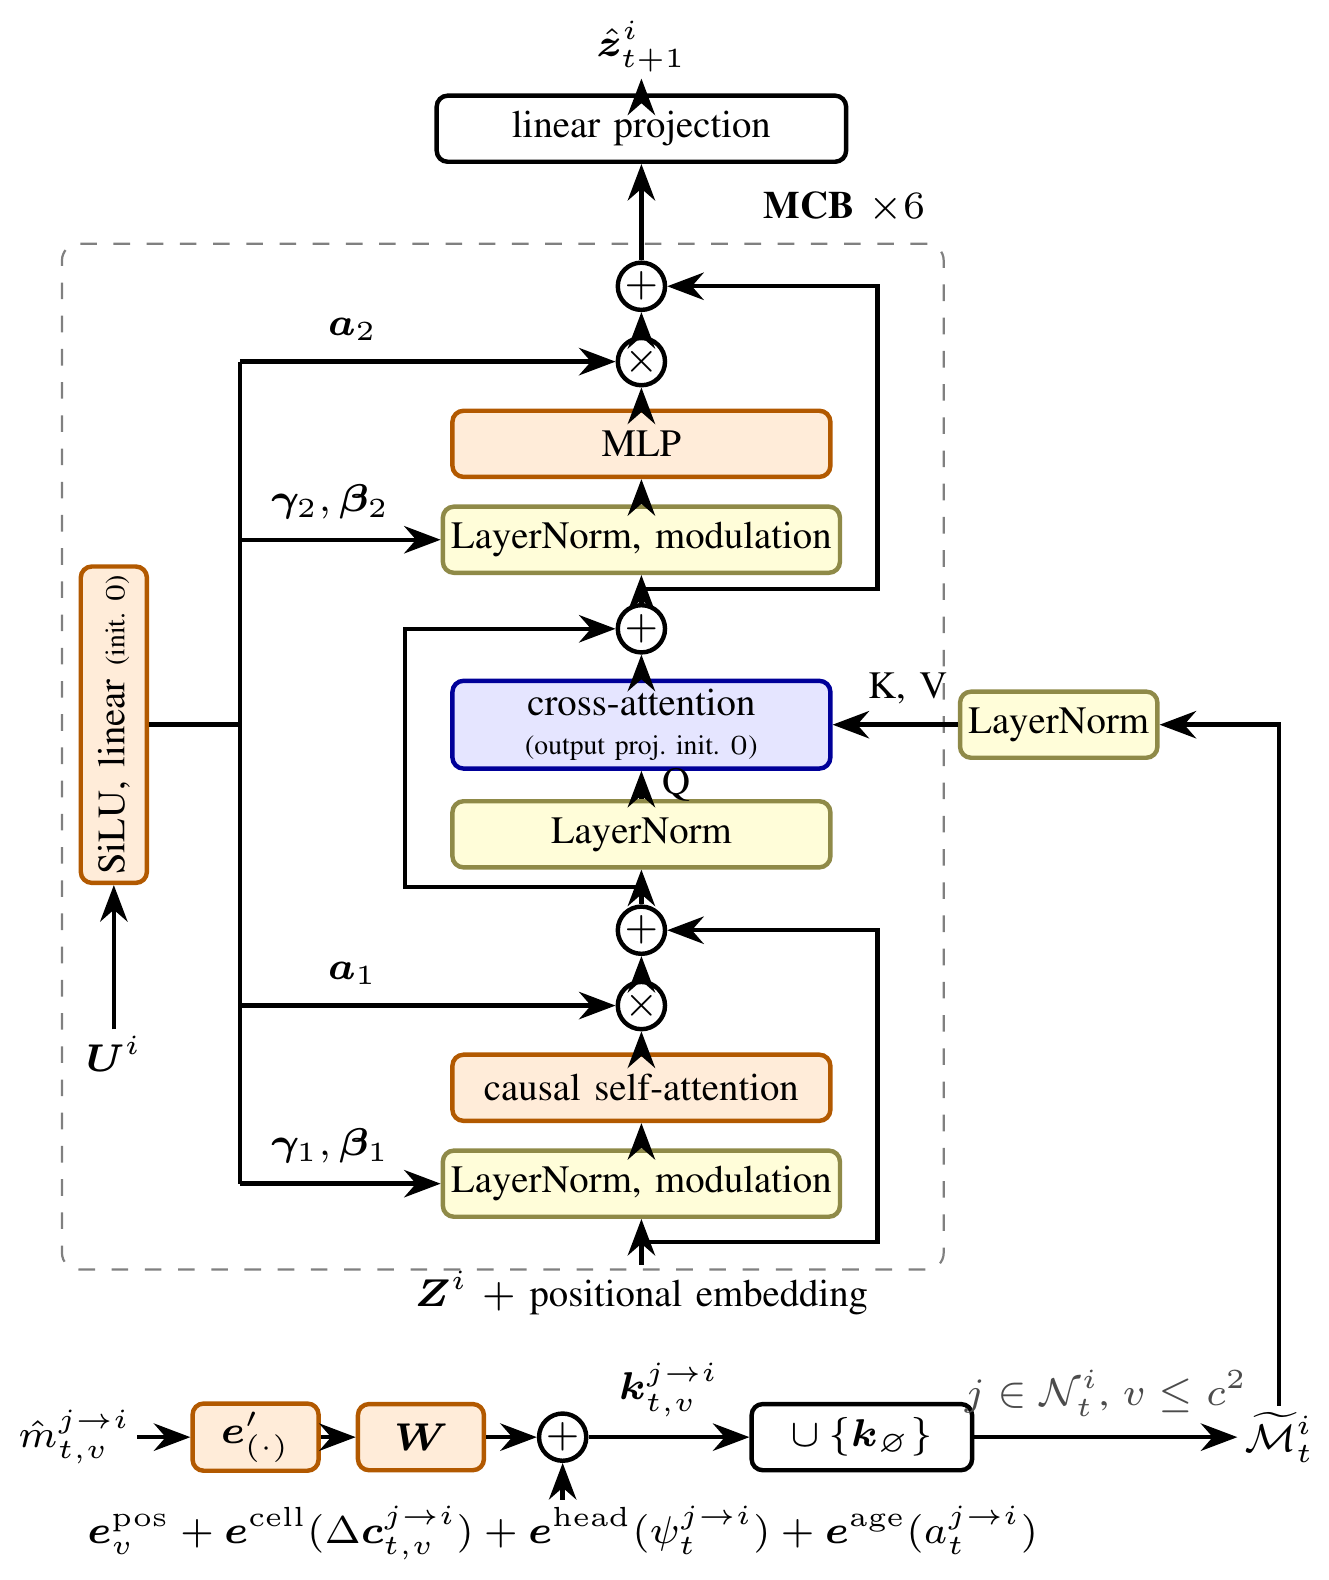 ẑ^i_{t+1}
linear projection
MCB ×6
+
a_2
×
MLP
γ_2, β_2
LayerNorm, modulation
+
SiLU, linear (init. 0)
cross-attention
(output proj. init. 0)
K, V
LayerNorm
Q
LayerNorm
+
a_1
×
U^i
causal self-attention
γ_1, β_1
LayerNorm, modulation
Z^i + positional embedding
m̂^{j→i}_{t,v}
e′_{(·)}
W
+
k^{j→i}_{t,v}
∪ {k_∅}
j ∈ 𝒩^i_t, v ≤ c^2
ℳ̃^i_t
e^{pos}_v + e^{cell}(Δc^{j→i}_{t,v}) + e^{head}(ψ^{j→i}_t) + e^{age}(a^{j→i}_t)